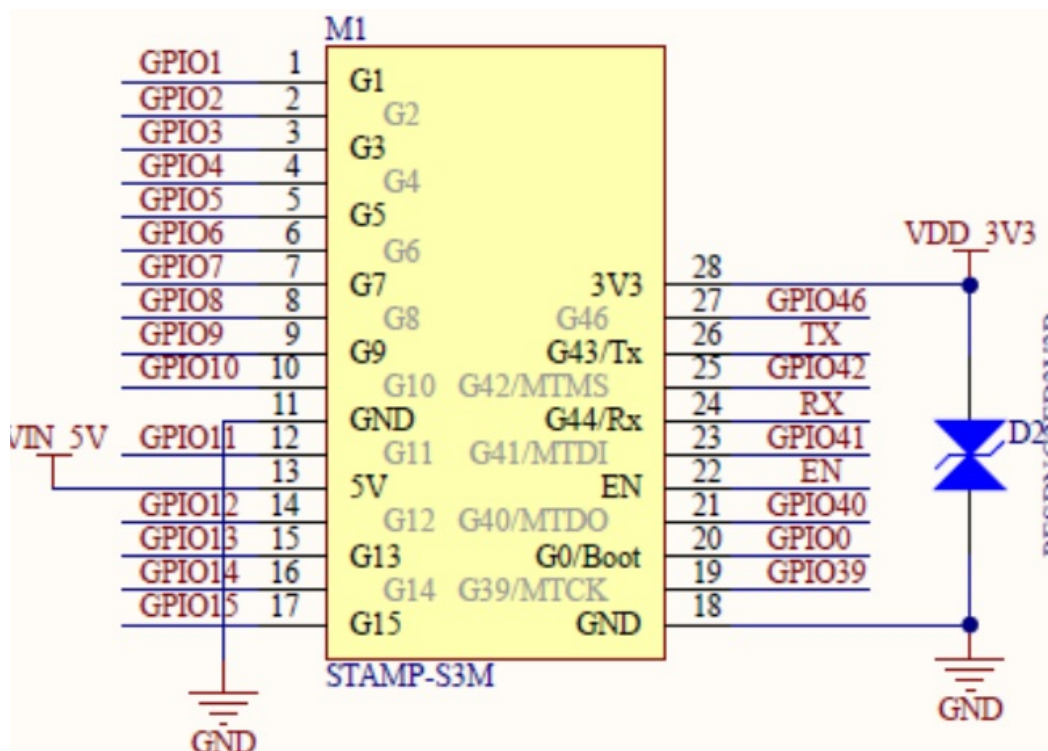 M1
GPIO1 1 G1
GPIO2 2 G2
GPIO3 3 G3
GPIO4 4 G4
GPIO5 5 G5
GPIO6 6 G6
GPIO7 7 G7 3V3 28 VDD_3V3
GPIO8 8 G8 G46 27 GPIO46
GPIO9 9 G9 G43/Tx 26 TX
GPIO10 10 G10 G42/MTMS 25 GPIO42
11 GND G44/Rx 24 RX
VIN_5V GPIO11 12 G11 G41/MTDI 23 GPIO41 D2
13 5V EN 22 EN
GPIO12 14 G12 G40/MTDO 21 GPIO40
GPIO13 15 G13 G0/Boot 20 GPIO0
GPIO14 16 G14 G39/MTCK 19 GPIO39
GPIO15 17 G15 GND 18
STAMP-S3M
GND
GND